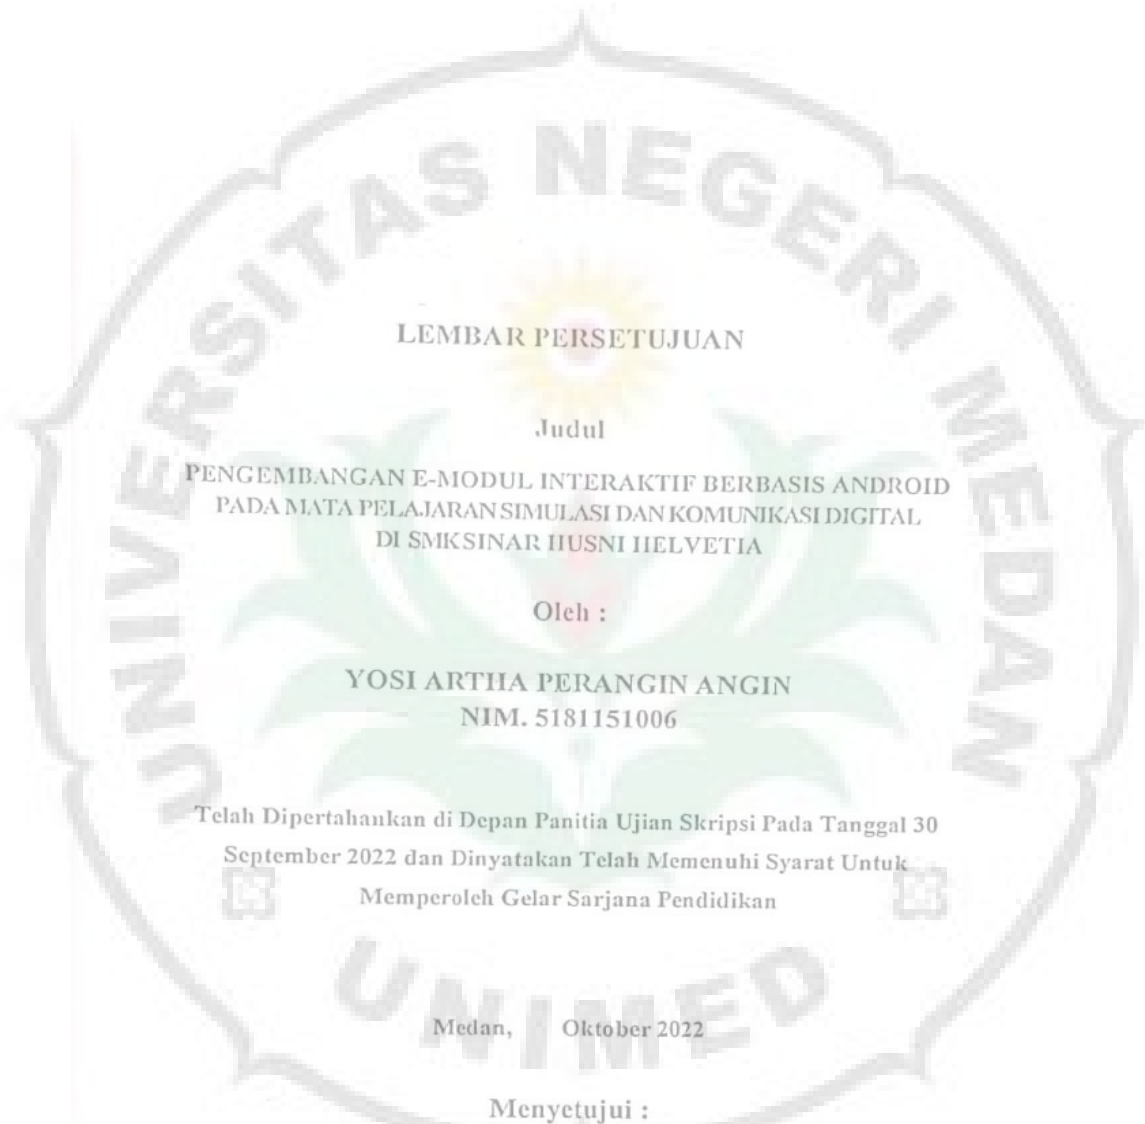 UNIVERSITAS NEGERI MEDAN
LEMBAR PERSETUJUAN
Judul
PENGEMBANGAN E-MODUL INTERAKTIF BERBASIS ANDROID
PADA MATA PELAJARAN SIMULASI DAN KOMUNIKASI DIGITAL
DI SMK SINAR HUSNI HELVETIA
Oleh :
YOSI ARTHA PERANGIN ANGIN
NIM. 5181151006
Telah Dipertahankan di Depan Panitia Ujian Skripsi Pada Tanggal 30
September 2022 dan Dinyatakan Telah Memenuhi Syarat Untuk
Memperoleh Gelar Sarjana Pendidikan
UNIMED
Medan, Oktober 2022
Menyetujui :